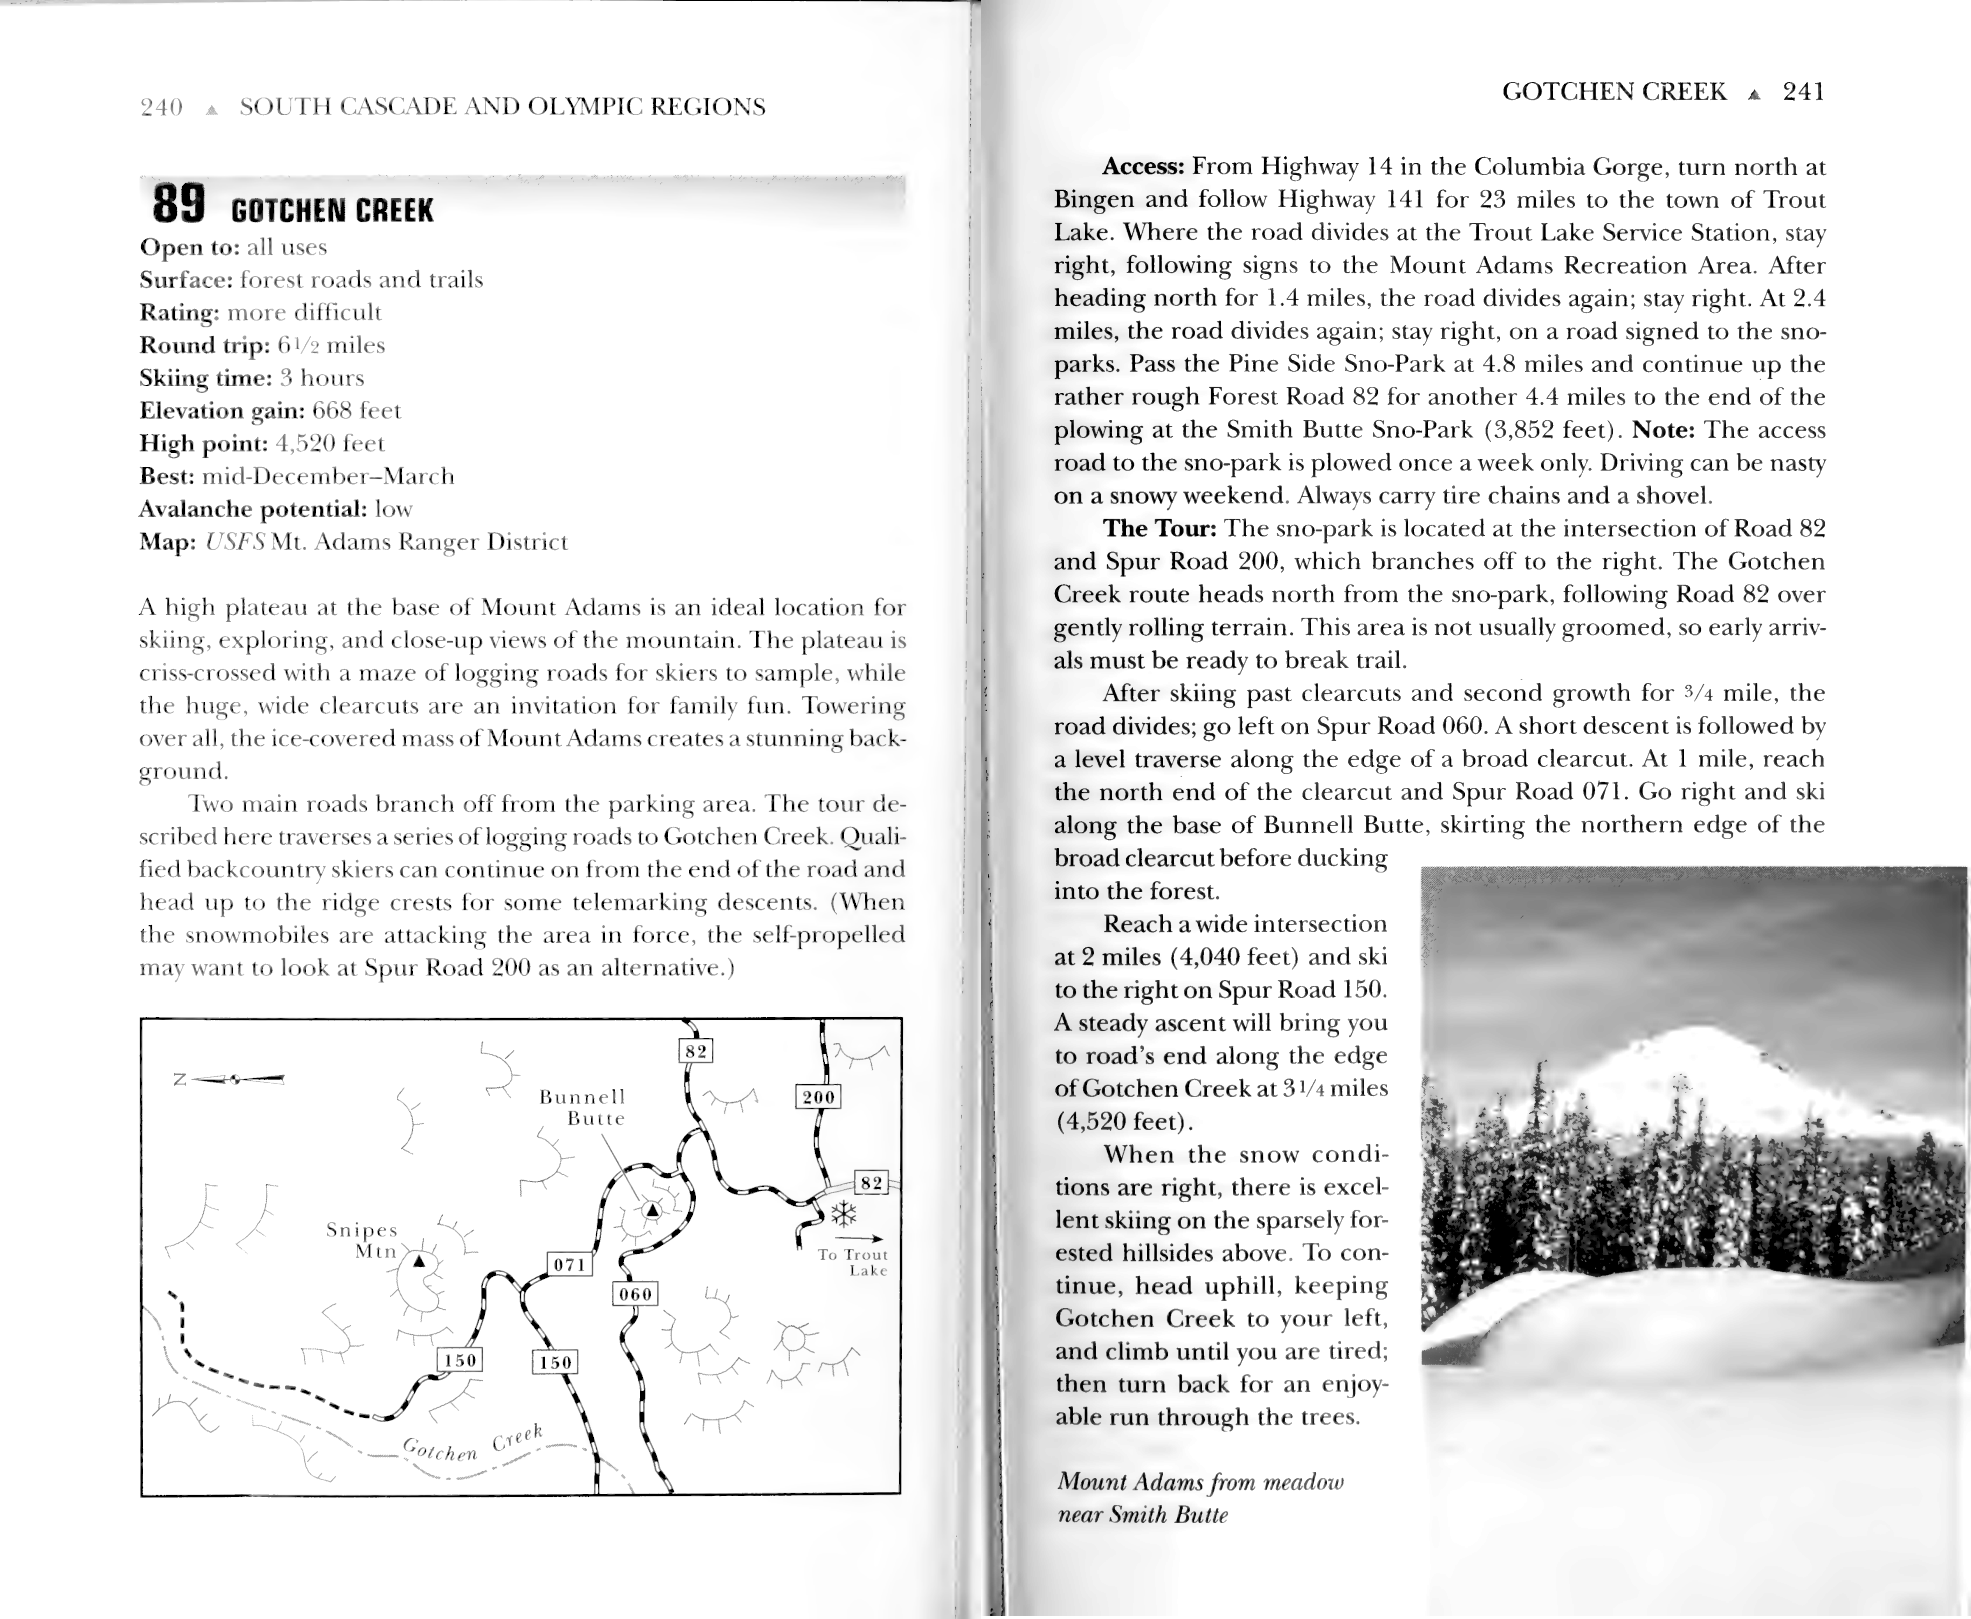 240 ▲ SOUTH CASCADE AND OLYMPIC REGIONS
89 GOTCHEN CREEK
Open to: all uses
Surface: forest roads and trails
Rating: more difficult
Round trip: 6 1/2 miles
Skiing time: 3 hours
Elevation gain: 668 feet
High point: 4,520 feet
Best: mid-December–March
Avalanche potential: low
Map: USFS Mt. Adams Ranger District
A high plateau at the base of Mount Adams is an ideal location for
skiing, exploring, and close-up views of the mountain. The plateau is
criss-crossed with a maze of logging roads for skiers to sample, while
the huge, wide clearcuts are an invitation for family fun. Towering
over all, the ice-covered mass of Mount Adams creates a stunning back-
ground.
Two main roads branch off from the parking area. The tour de-
scribed here traverses a series of logging roads to Gotchen Creek. Quali-
fied backcountry skiers can continue on from the end of the road and
head up to the ridge crests for some telemarking descents. (When
the snowmobiles are attacking the area in force, the self-propelled
may want to look at Spur Road 200 as an alternative.)
82
Z
Bunnell
Butte
200
82
Snipes
Mtn
071
To Trout
Lake
060
150
150
Gotchen Creek
GOTCHEN CREEK ▲ 241
Access: From Highway 14 in the Columbia Gorge, turn north at
Bingen and follow Highway 141 for 23 miles to the town of Trout
Lake. Where the road divides at the Trout Lake Service Station, stay
right, following signs to the Mount Adams Recreation Area. After
heading north for 1.4 miles, the road divides again; stay right. At 2.4
miles, the road divides again; stay right, on a road signed to the sno-
parks. Pass the Pine Side Sno-Park at 4.8 miles and continue up the
rather rough Forest Road 82 for another 4.4 miles to the end of the
plowing at the Smith Butte Sno-Park (3,852 feet). Note: The access
road to the sno-park is plowed once a week only. Driving can be nasty
on a snowy weekend. Always carry tire chains and a shovel.
The Tour: The sno-park is located at the intersection of Road 82
and Spur Road 200, which branches off to the right. The Gotchen
Creek route heads north from the sno-park, following Road 82 over
gently rolling terrain. This area is not usually groomed, so early arriv-
als must be ready to break trail.
After skiing past clearcuts and second growth for 3/4 mile, the
road divides; go left on Spur Road 060. A short descent is followed by
a level traverse along the edge of a broad clearcut. At 1 mile, reach
the north end of the clearcut and Spur Road 071. Go right and ski
along the base of Bunnell Butte, skirting the northern edge of the
broad clearcut before ducking
into the forest.
Reach a wide intersection
at 2 miles (4,040 feet) and ski
to the right on Spur Road 150.
A steady ascent will bring you
to road's end along the edge
of Gotchen Creek at 3 1/4 miles
(4,520 feet).
When the snow condi-
tions are right, there is excel-
lent skiing on the sparsely for-
ested hillsides above. To con-
tinue, head uphill, keeping
Gotchen Creek to your left,
and climb until you are tired;
then turn back for an enjoy-
able run through the trees.
Mount Adams from meadow
near Smith Butte